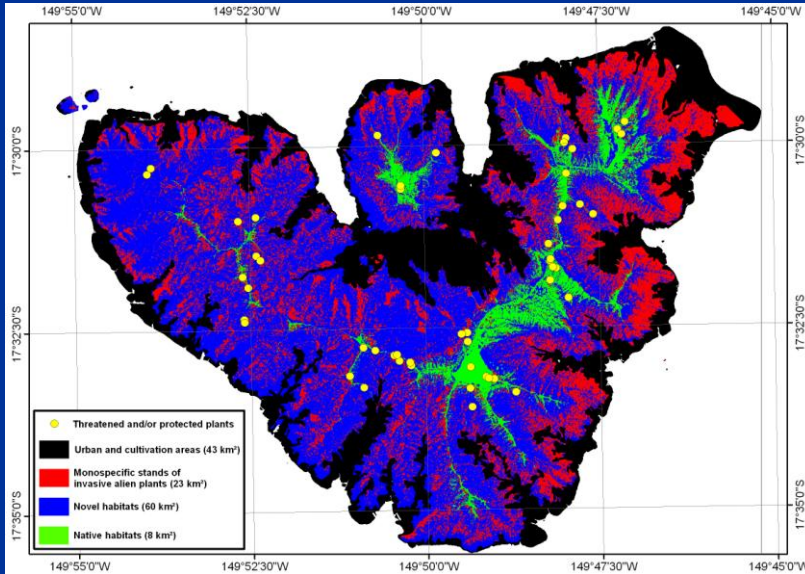 149°55'0"W 149°52'30"W 149°50'0"W 149°47'30"W 149°45'0"W
17°30'0"S 17°30'0"S
17°32'30"S 17°32'30"S
17°35'0"S 17°35'0"S
Threatened and/or protected plants
Urban and cultivation areas (43 km²)
Monospecific stands of
invasive alien plants (23 km²)
Novel habitats (60 km²)
Native habitats (8 km²)
149°55'0"W 149°52'30"W 149°50'0"W 149°47'30"W 149°45'0"W